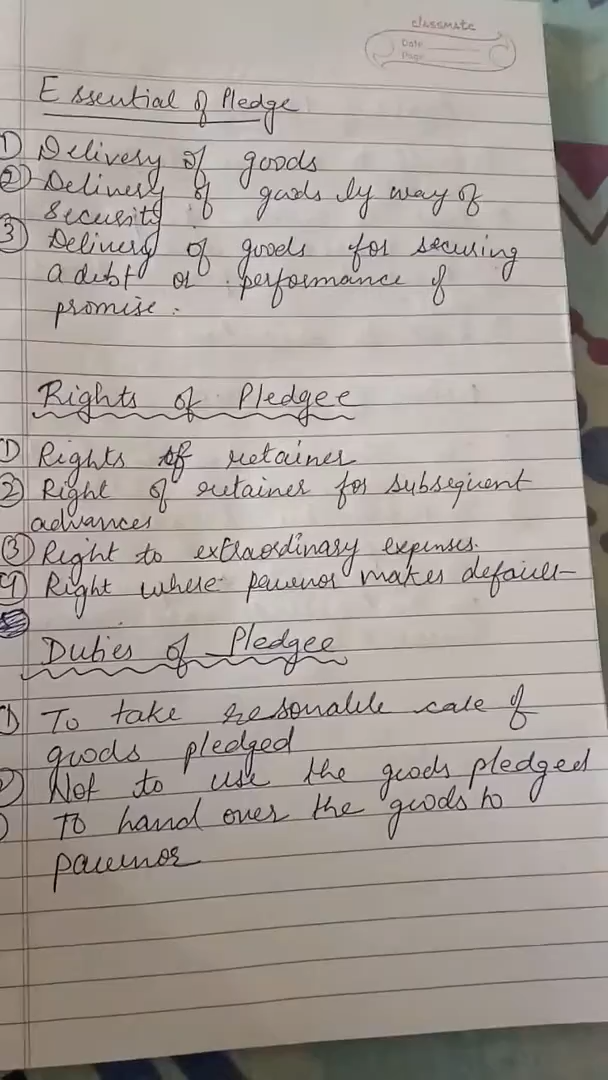 classmate
Date
Page
Essential of Pledge
① Delivery of goods
② Delivery of goods by way of
security
③ Delivery of goods for securing
a debt or performance of
promise.
Rights of Pledgee
① Rights of retainer
② Right of retainer for subsequent
advances
③ Right to extraordinary expenses.
④ Right where pawnor makes default
Duties of Pledgee
① To take resonable care of
goods pledged
② Not to use the goods pledged
To hand over the goods to
pawnor